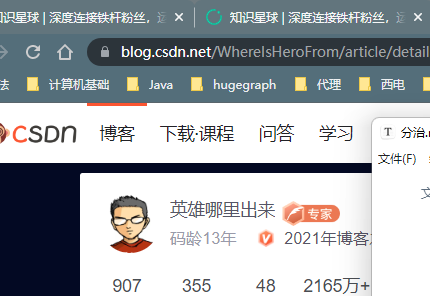 知识星球 | 深度连接铁杆粉丝，运 × 知识星球 | 深度连接铁杆粉丝，运
blog.csdn.net/WhereIsHeroFrom/article/detail
法 计算机基础 Java hugegraph 代理 西电
CSDN 博客 下载·课程 问答 学习
T 分治.
文件(F)
文
英雄哪里出来 专家
码龄13年 V 2021年博客
907 355 48 2165万+